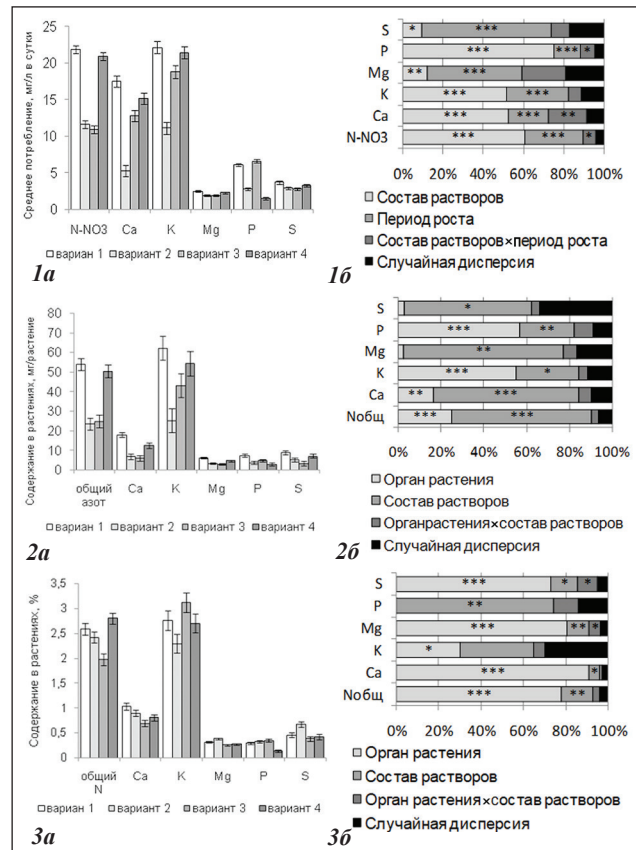 25
20
15
10
5
0
Среднее потребление, мг/л в сутки
N-NO3 Ca K Mg P S
вариан 1 вариант 2 вариант 3 вариант 4
1а
S * ***
P *** *** *
Mg ** ***
K *** ***
Ca *** *** **
N-NO3 *** *** *
0% 20% 40% 60% 80% 100%
Состав растворов
Период роста
Состав растворов×период роста
Случайная дисперсия
1б
80
70
60
50
40
30
20
10
0
Содержание в растениях, мг/растение
общий азот Ca K Mg P S
вариан 1 вариант 2 вариант 3 вариант 4
2а
S *
P *** **
Mg **
K *** *
Ca ** ***
Nобщ *** ***
0% 20% 40% 60% 80% 100%
Орган растения
Состав растворов
Органрастения×состав растворов
Случайная дисперсия
2б
3,5
3
2,5
2
1,5
1
0,5
0
Содержание в растениях, %
общий N Ca K Mg P S
вариан 1 вариант 2 вариант 3 вариант 4
3а
S *** * *
P **
Mg *** ** *
K *
Ca *** *
Nобщ *** **
0% 20% 40% 60% 80% 100%
Орган растения
Состав растворов
Орган растения×состав растворов
Случайная дисперсия
3б